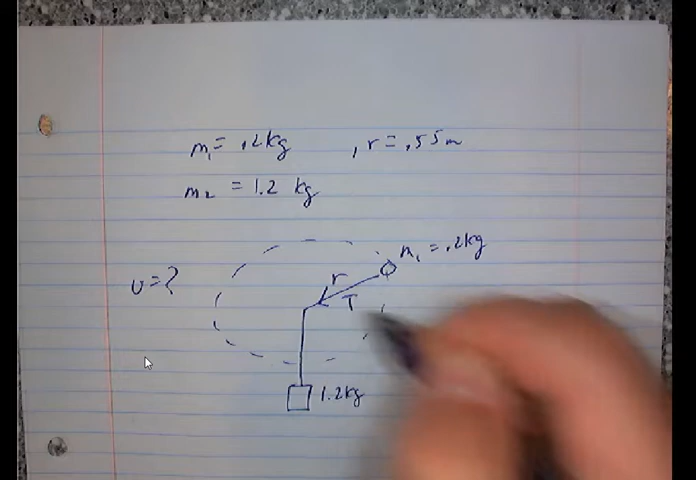 m₁ = .2kg , r = .55m
m₂ = 1.2 kg
m₁ = .2kg
υ = ?
r
T
1.2kg